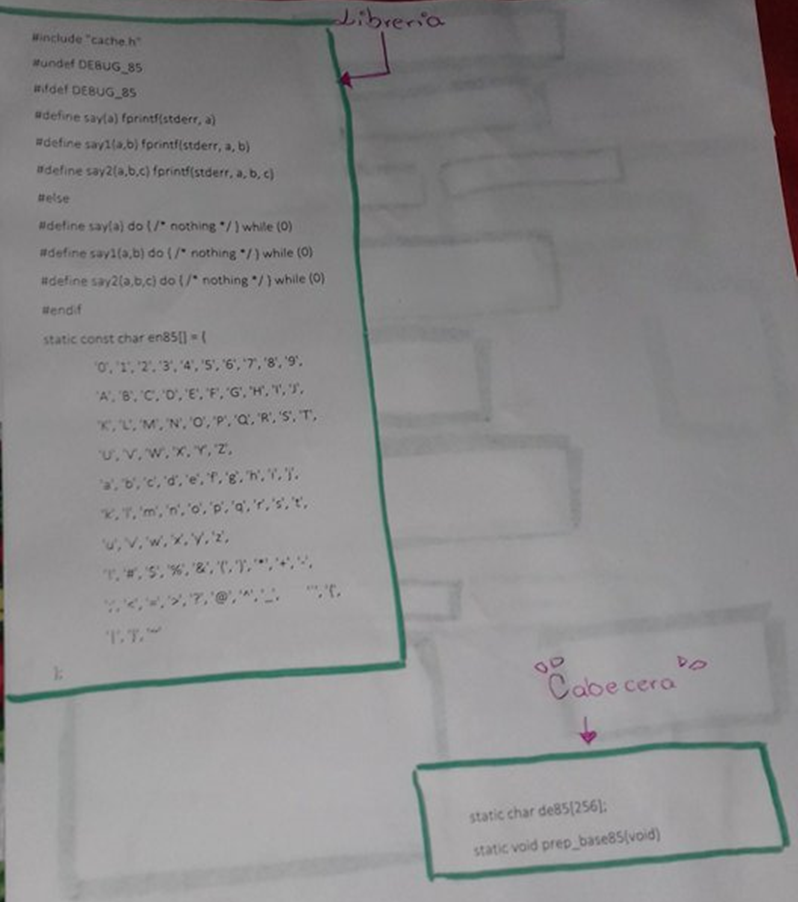 Libreria
#include "cache.h"
#undef DEBUG_85
#ifdef DEBUG_85
#define say(a) fprintf(stderr, a)
#define say1(a,b) fprintf(stderr, a, b)
#define say2(a,b,c) fprintf(stderr, a, b, c)
#else
#define say(a) do { /* nothing */ } while (0)
#define say1(a,b) do { /* nothing */ } while (0)
#define say2(a,b,c) do { /* nothing */ } while (0)
#endif
static const char en85[] = {
'0', '1', '2', '3', '4', '5', '6', '7', '8', '9',
'A', 'B', 'C', 'D', 'E', 'F', 'G', 'H', 'I', 'J',
'K', 'L', 'M', 'N', 'O', 'P', 'Q', 'R', 'S', 'T',
'U', 'V', 'W', 'X', 'Y', 'Z',
'a', 'b', 'c', 'd', 'e', 'f', 'g', 'h', 'i', 'j',
'k', 'l', 'm', 'n', 'o', 'p', 'q', 'r', 's', 't',
'u', 'v', 'w', 'x', 'y', 'z',
'!', '#', '$', '%', '&', '(', ')', '*', '+', '-',
';', '<', '=', '>', '?', '@', '^', '_', '`', '{',
'|', '}', '~'
};
Cabecera
static char de85[256];
static void prep_base85(void)